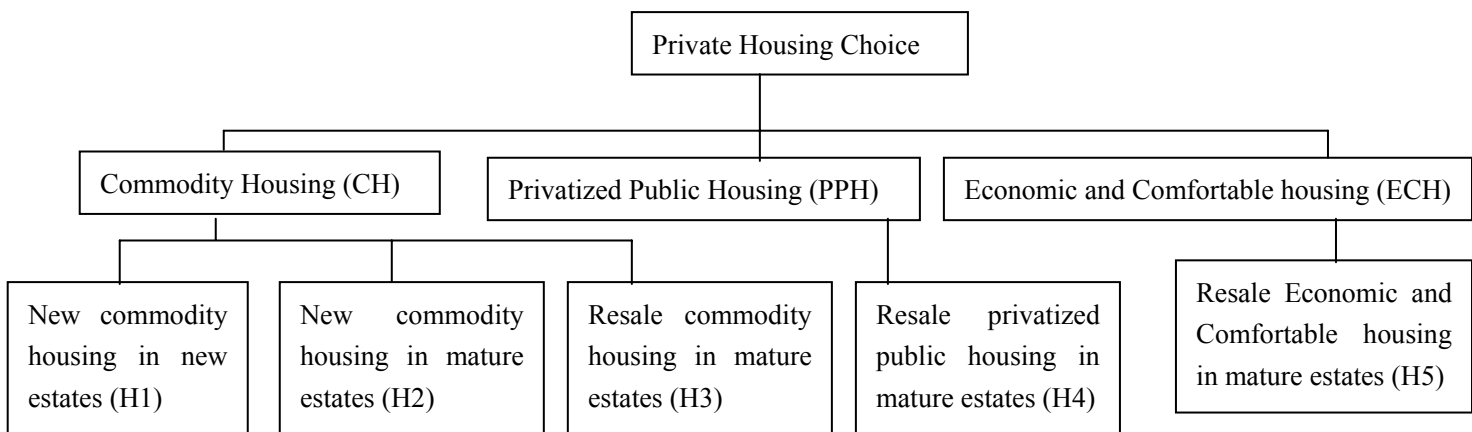 Private Housing Choice
Commodity Housing (CH)
Privatized Public Housing (PPH)
Economic and Comfortable housing (ECH)
New commodity
housing in new
estates (H1)
New commodity
housing in mature
estates (H2)
Resale commodity
housing in mature
estates (H3)
Resale privatized
public housing in
mature estates (H4)
Resale Economic and
Comfortable housing
in mature estates (H5)